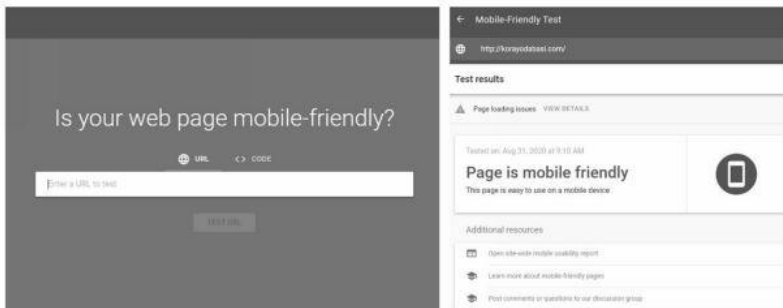 Is your web page mobile-friendly?
URL
<> CODE
Enter a URL to test
TEST URL
Mobile-Friendly Test
http://korayodabasi.com/
Test results
Page loading issues VIEW DETAILS
Tested on: Aug 31, 2020 at 9:10 AM
Page is mobile friendly
This page is easy to use on a mobile device
Additional resources
Open site-wide mobile usability report
Learn more about mobile-friendly pages
Post comments or questions to our discussion group